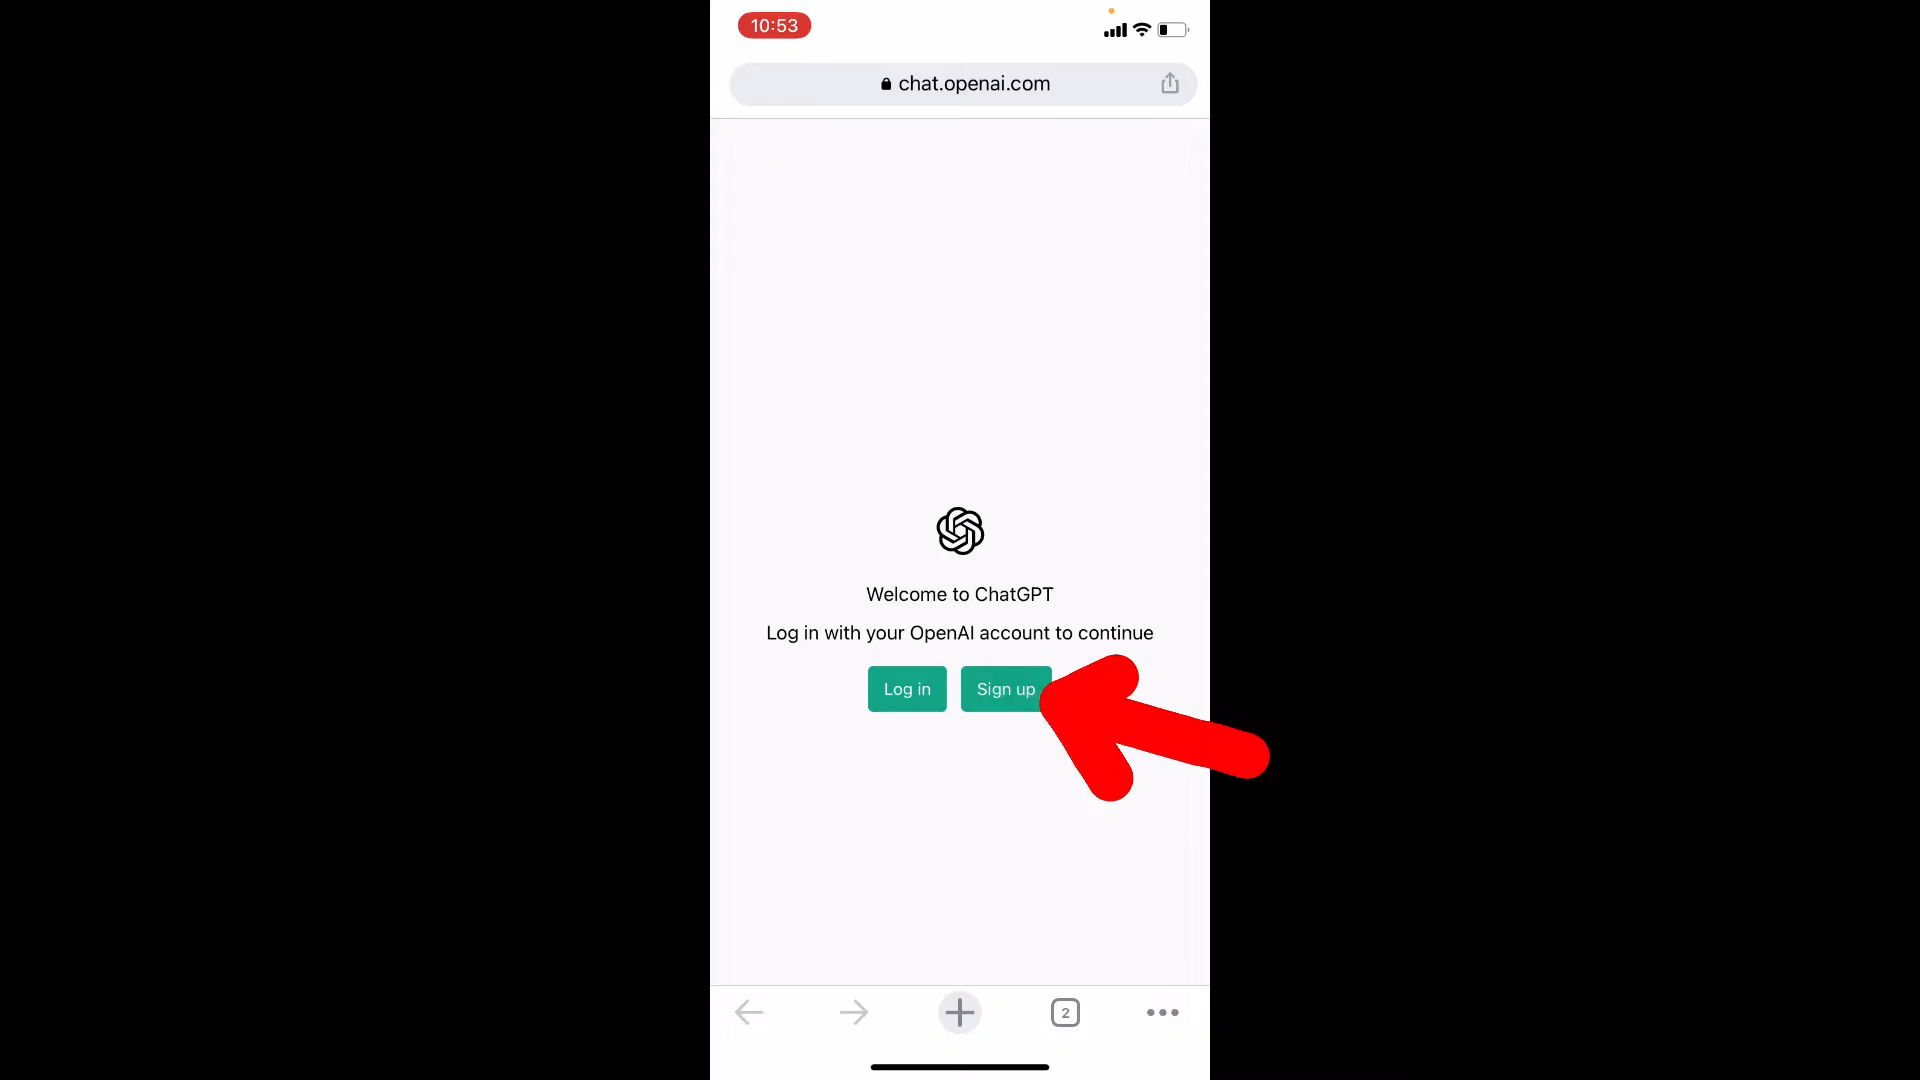 10:53
chat.openai.com
Welcome to ChatGPT
Log in with your OpenAI account to continue
Log in
Sign up
2